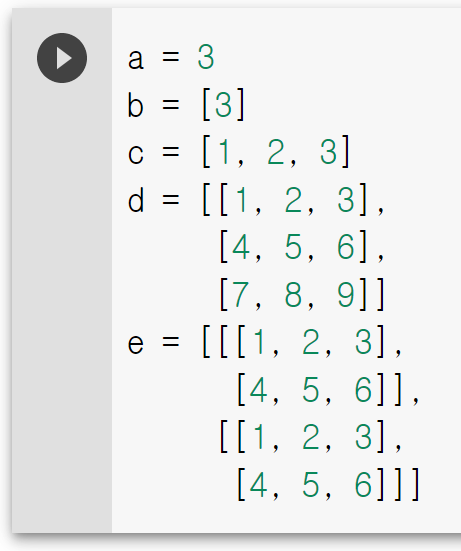 a = 3
b = [3]
c = [1, 2, 3]
d = [[1, 2, 3],
     [4, 5, 6],
     [7, 8, 9]]
e = [[[1, 2, 3],
      [4, 5, 6]],
     [[1, 2, 3],
      [4, 5, 6]]]